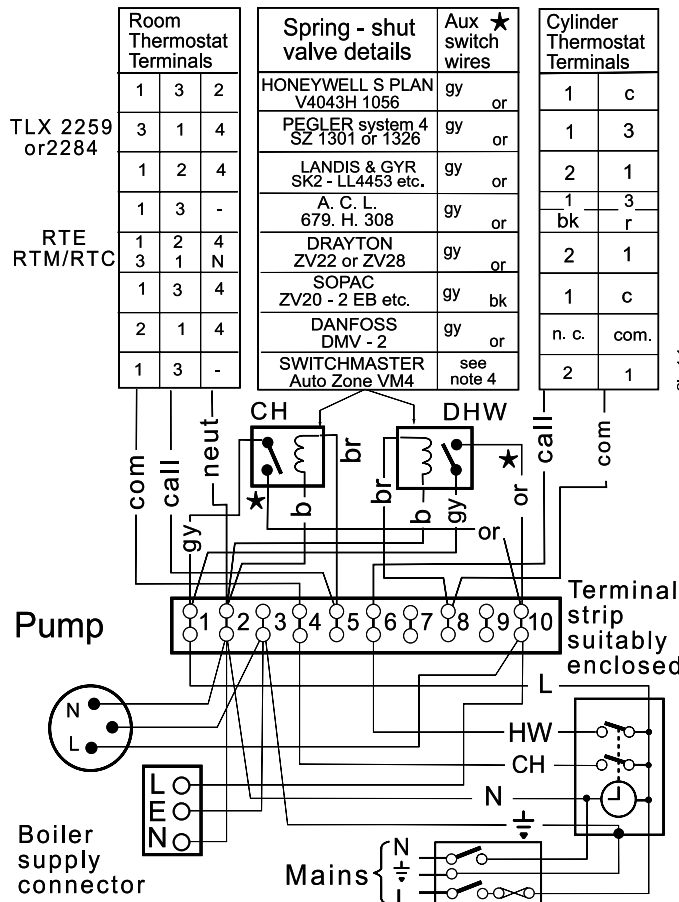 Room
Thermostat
Terminals
Spring - shut
valve details
Aux ★
switch
wires
Cylinder
Thermostat
Terminals
1 3 2
HONEYWELL S PLAN
V4043H 1056
gy or
1 c
TLX 2259
or2284
3 1 4
PEGLER system 4
SZ 1301 or 1326
gy or
1 3
1 2 4
LANDIS & GYR
SK2 - LL4453 etc.
gy or
2 1
1 3 -
A. C. L.
679. H. 308
gy or
1 3
bk r
RTE
RTM/RTC
1 2 4
3 1 N
DRAYTON
ZV22 or ZV28
gy or
2 1
1 3 4
SOPAC
ZV20 - 2 EB etc.
gy bk
1 c
2 1 4
DANFOSS
DMV - 2
gy or
n. c. com.
1 3 -
SWITCHMASTER
Auto Zone VM4
see
note 4
2 1
com
call
neut
CH
DHW
gy
★
b
br
br
b
gy
★
or
or
call
com
1 2 3 4 5 6 7 8 9 10
Terminal
strip
suitably
enclosed
Pump
N
L
L
HW
CH
N
L
E
N
Boiler
supply
connector
Mains
N
L